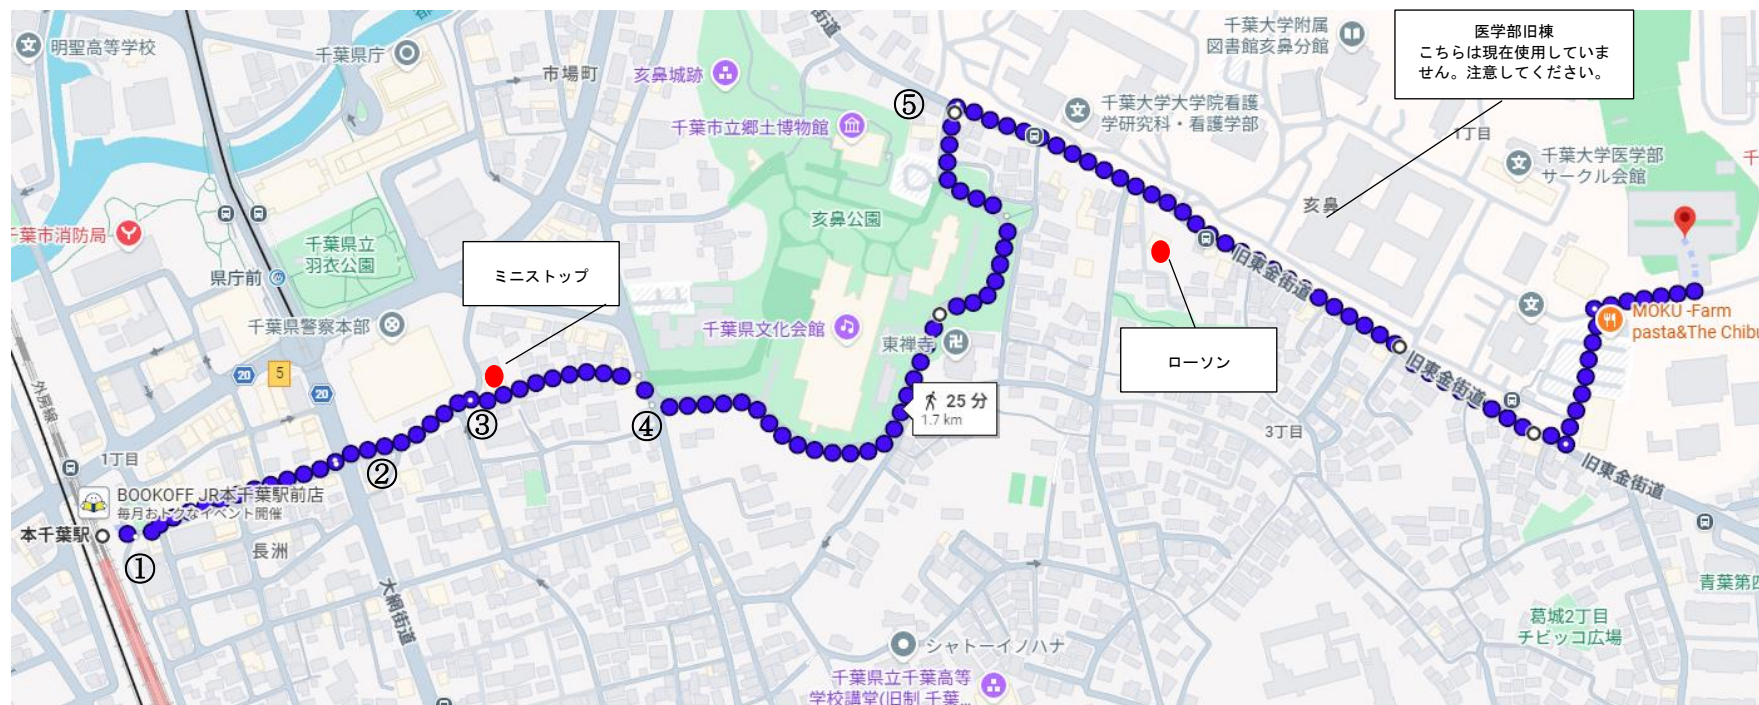 明聖高等学校
千葉県庁
市場町
亥鼻城跡
街道
千葉大学附属
図書館亥鼻分館
医学部旧棟
こちらは現在使用していま
せん。注意してください。
⑤
千葉大学大学院看護
学研究科・看護学部
千葉市立郷土博物館
1丁目
千葉大学医学部
サークル会館
千
亥鼻
亥鼻公園
千葉市消防局
千葉県立
羽衣公園
県庁前
ミニストップ
旧東金街道
千葉県警察本部
千葉県文化会館
東禅寺
ローソン
MOKU -Farm
pasta&The Chib
旧東金街道
20
5
20
外房線
25 分
1.7 km
③
④
②
3丁目
旧東金街道
1丁目
BOOKOFF JR本千葉駅前店
毎月おトクなイベント開催
本千葉駅
①
長洲
大網街道
青葉第四
葛城2丁目
チビッコ広場
シャトーイノハナ
千葉県立千葉高等
学校講堂(旧制 千葉...